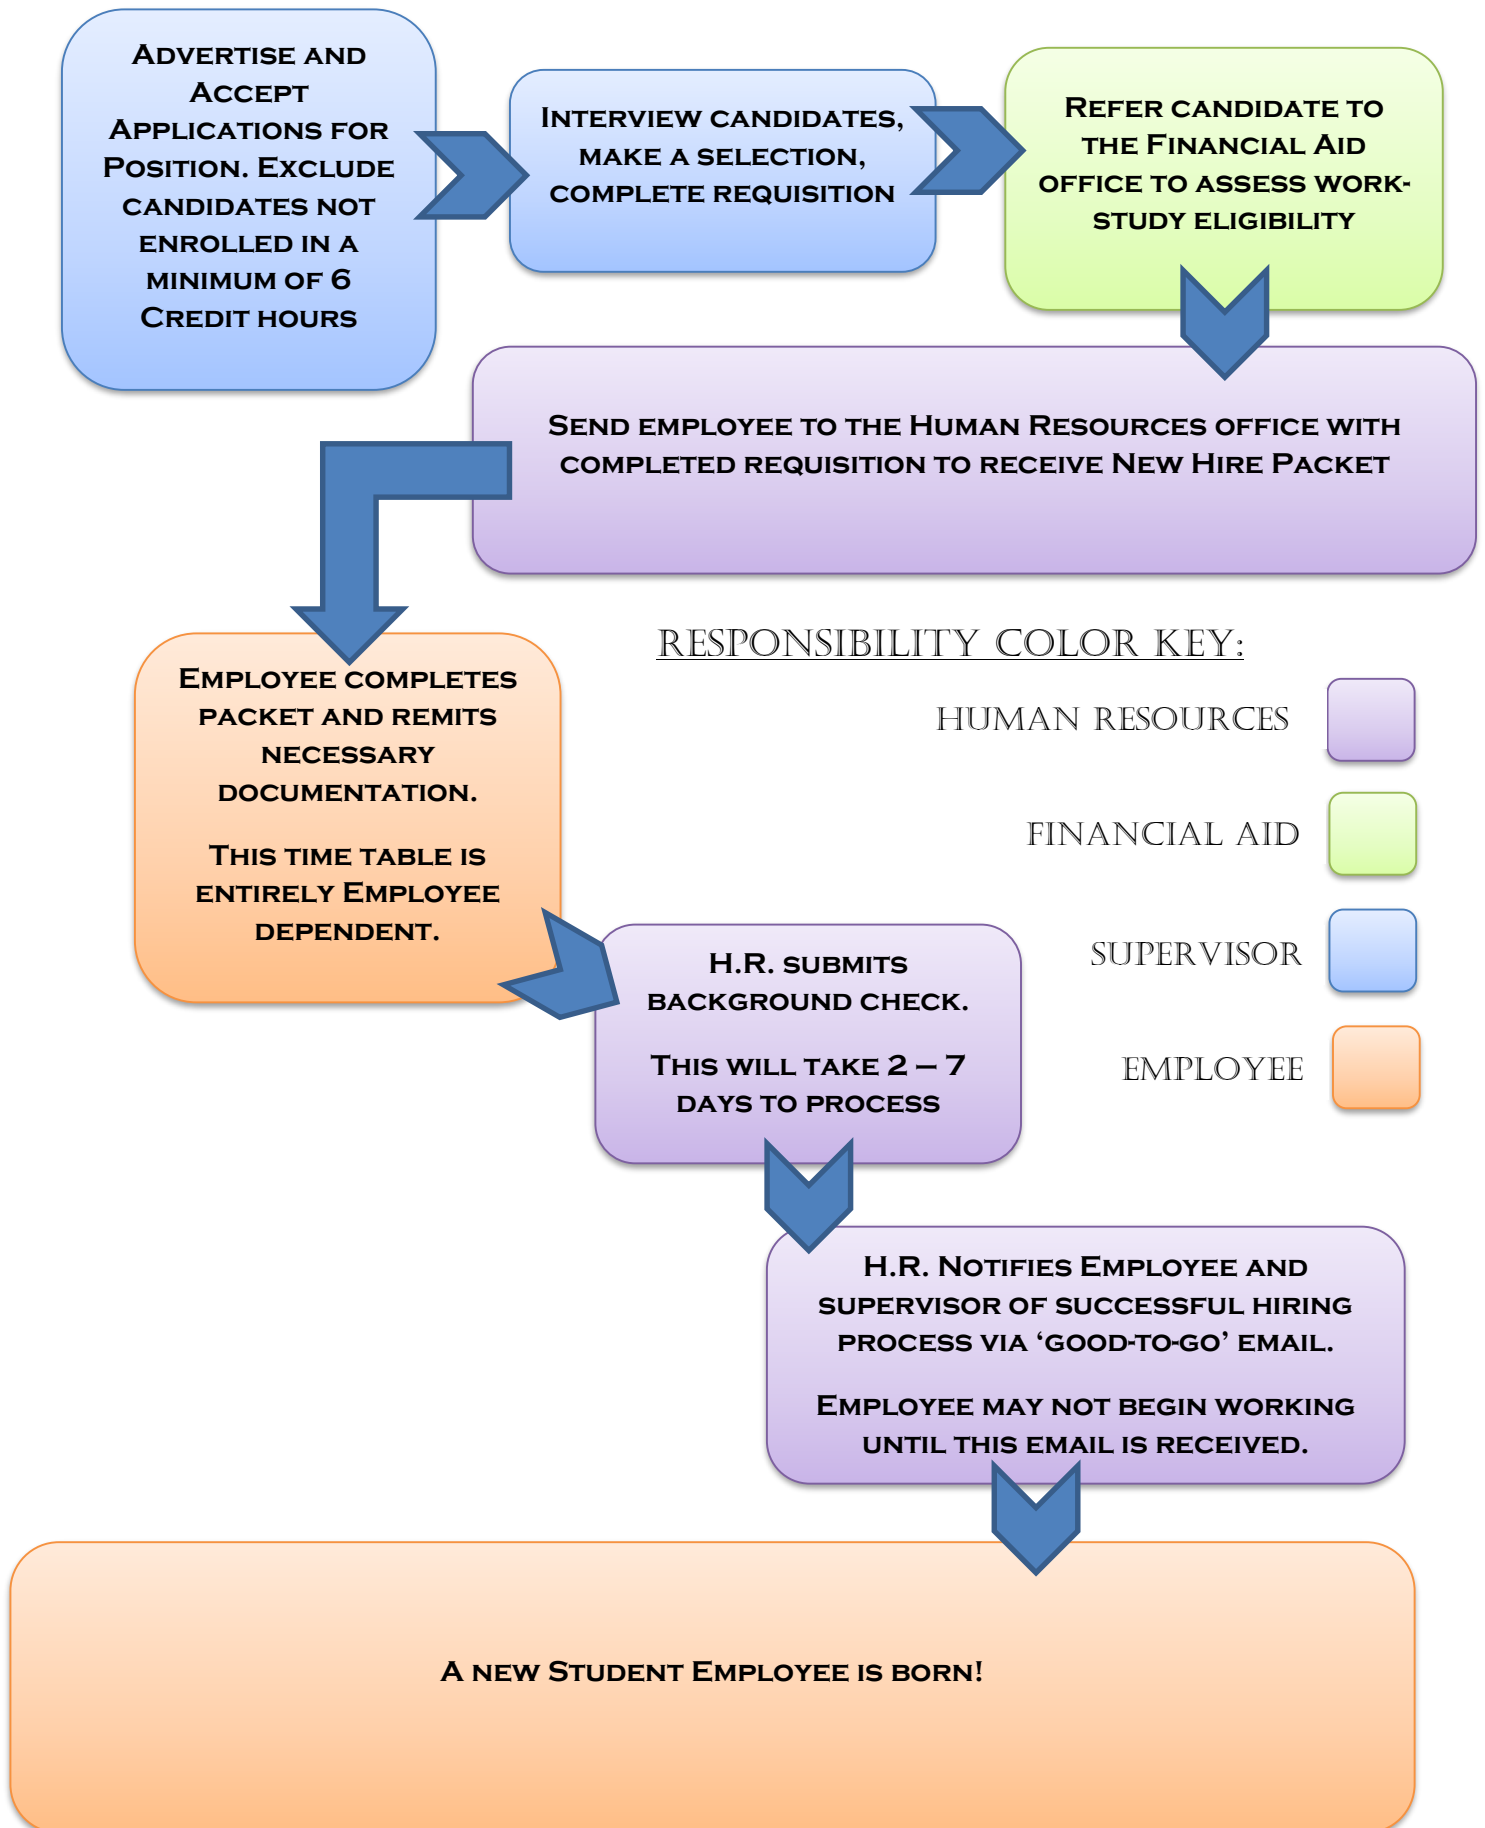 Advertise and
Accept
Applications for
Position. Exclude
candidates not
enrolled in a
minimum of 6
Credit hours
Interview candidates,
make a selection,
complete requisition
Refer candidate to
the Financial Aid
office to assess work-
study eligibility
Send employee to the Human Resources office with
completed requisition to receive New Hire Packet
Employee completes
packet and remits
necessary
documentation.
This time table is
entirely Employee
dependent.
RESPONSIBILITY COLOR KEY:
HUMAN RESOURCES
FINANCIAL AID
SUPERVISOR
EMPLOYEE
H.R. submits
background check.
This will take 2 – 7
days to process
H.R. Notifies Employee and
supervisor of successful hiring
process via ‘good-to-go’ email.
Employee may not begin working
until this email is received.
A new Student Employee is born!